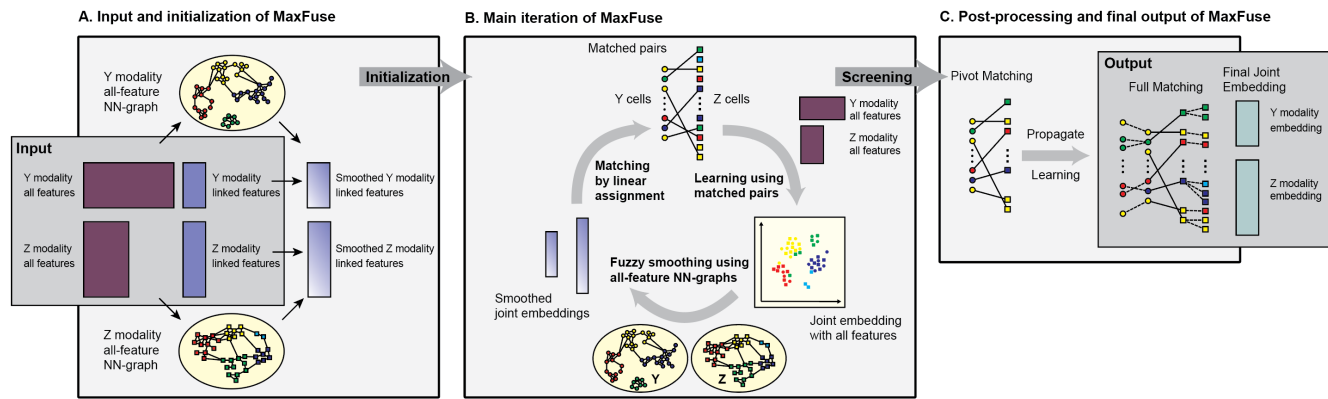 A. Input and initialization of MaxFuse
Y modality
all-feature
NN-graph
Input
Y modality
all features
Y modality
linked features
Smoothed Y modality
linked features
Z modality
all features
Z modality
linked features
Smoothed Z modality
linked features
Z modality
all-feature
NN-graph
Initialization
B. Main iteration of MaxFuse
Matched pairs
Y cells
Z cells
Matching
by linear
assignment
Learning using
matched pairs
Y modality
all features
Z modality
all features
Fuzzy smoothing using
all-feature NN-graphs
Smoothed
joint embeddings
Joint embedding
with all features
Y
Z
Screening
C. Post-processing and final output of MaxFuse
Pivot Matching
Propagate
Learning
Output
Full Matching
Final Joint
Embedding
Y modality
embedding
Z modality
embedding